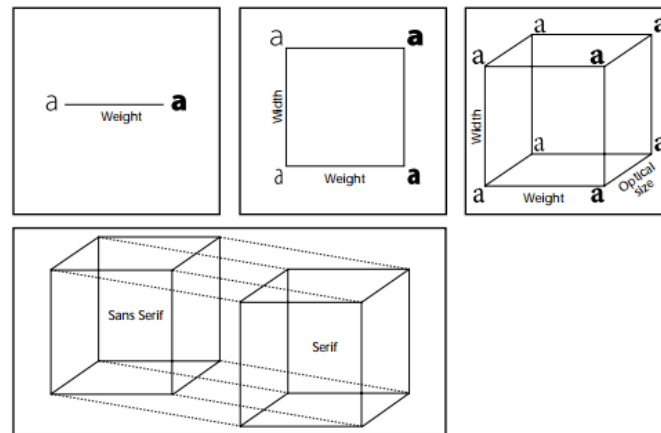 a a
Weight
a a
Width
a a
Weight
a a
a a
Width
a a
Optical
size
a a
Weight
Sans Serif
Serif